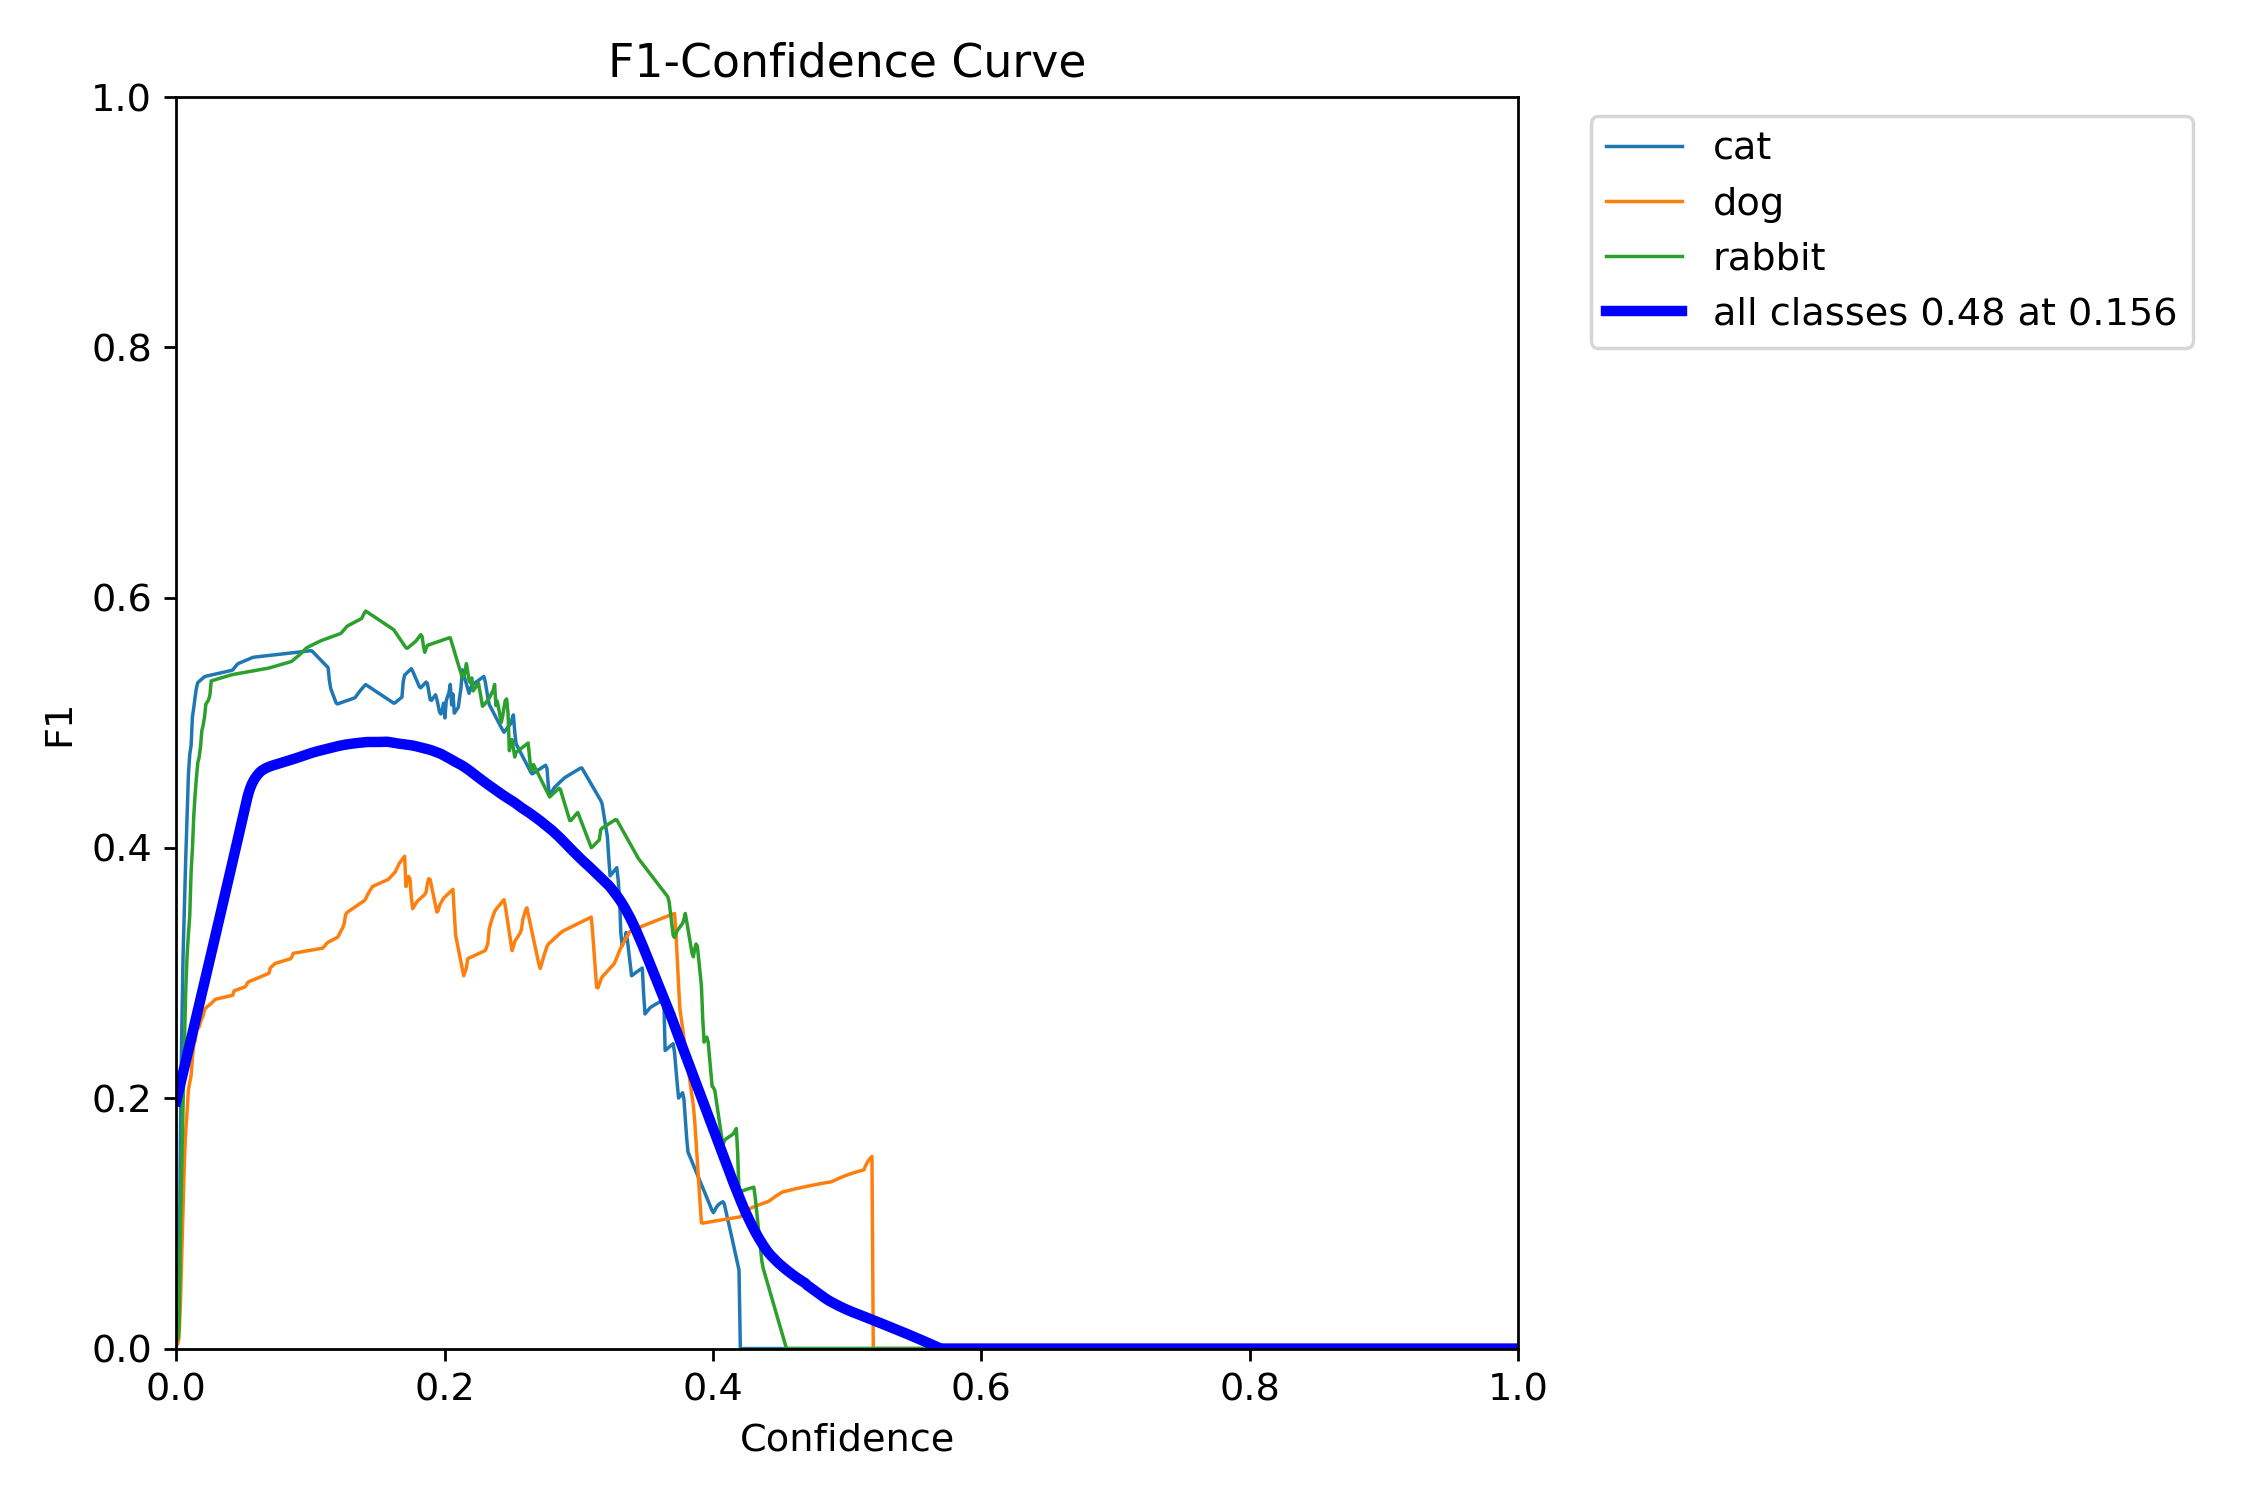 F1-Confidence Curve
1.0
0.8
0.6
0.4
0.2
0.0
F1
0.0 0.2 0.4 0.6 0.8 1.0
Confidence
cat
dog
rabbit
all classes 0.48 at 0.156